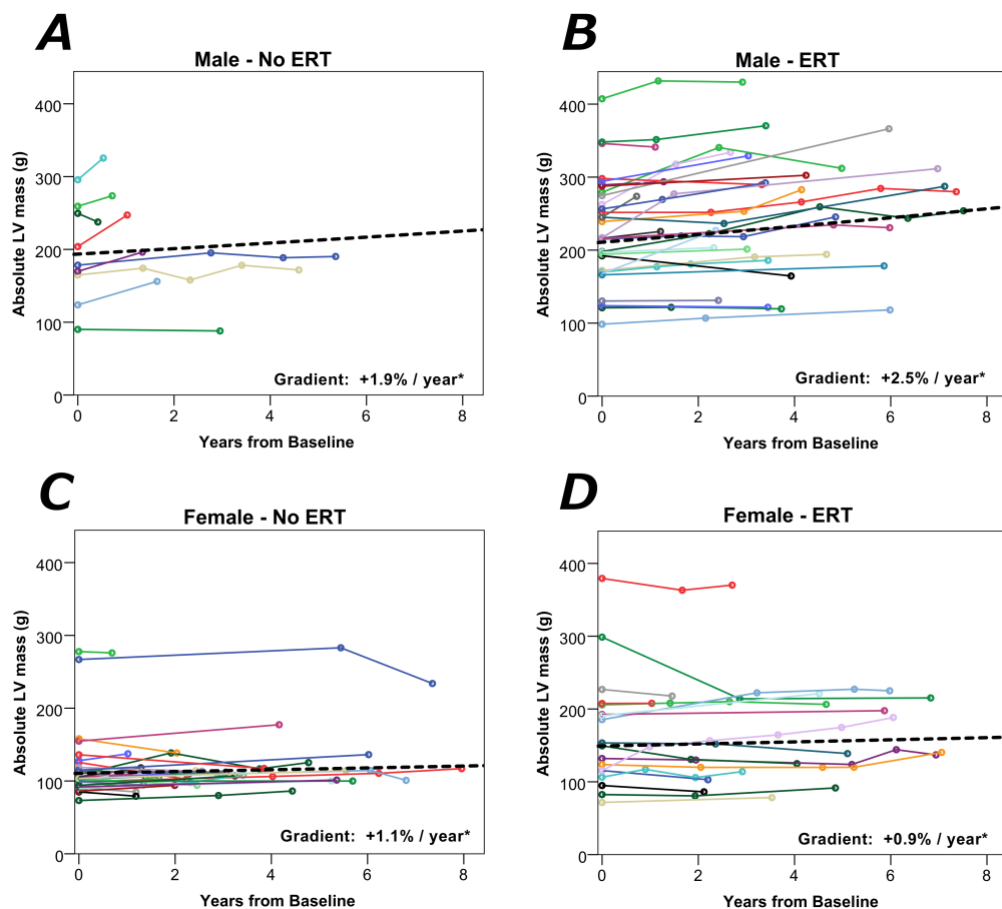 A
Male - No ERT
Absolute LV mass (g)
400
300
200
100
0
Gradient: +1.9% / year*
0 2 4 6 8
Years from Baseline
B
Male - ERT
Absolute LV mass (g)
400
300
200
100
0
Gradient: +2.5% / year*
0 2 4 6 8
Years from Baseline
C
Female - No ERT
Absolute LV mass (g)
400
300
200
100
0
Gradient: +1.1% / year*
0 2 4 6 8
Years from Baseline
D
Female - ERT
Absolute LV mass (g)
400
300
200
100
0
Gradient: +0.9% / year*
0 2 4 6 8
Years from Baseline